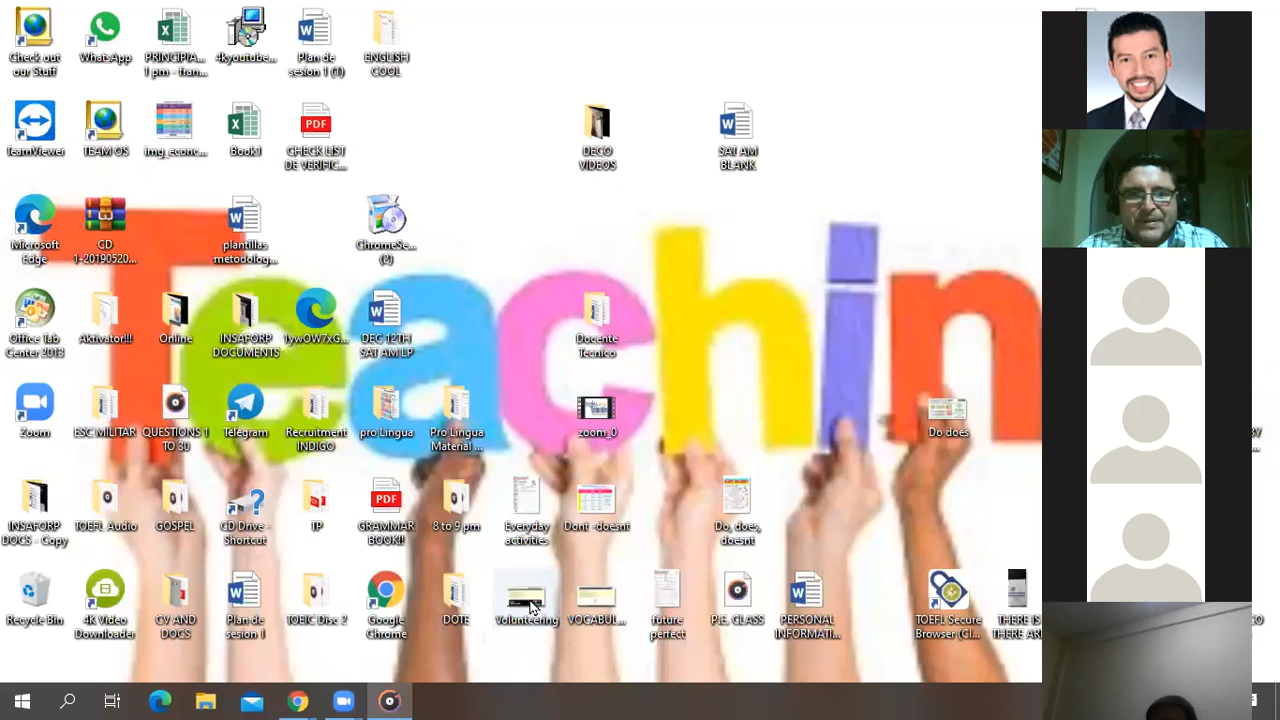 Check out
our Stuff
WhatsApp
PRINCIPIA...
1 pm - fran...
4kyoutube...
Plan de
sesion 1 (1)
ENGLISH
COOL
TeamViewer
TEAM OS
img_econc...
Book1
PDF
CHECK LIST
DE VERIFIC...
DECO
VIDEOS
SAT AM
BLANK
Microsoft
Edge
CD
1-20190520...
plantillas
metodolog...
ChromeSe...
(2)
Teachin
Office Tab
Center 2013
Aktivator!!!
Online
INSAFORP
DOCUMENTS
1ywOW7xG...
DEC 12TH
SAT AM LP
Docente
Tecnico
Zoom
ESC MILITAR
QUESTIONS 1
TO 30
Telegram
Recruitment
INDIGO
pro Lingua
Pro Lingua
Material ...
zoom_0
Do does
INSAFORP
DOCS - Copy
TOEFL Audio
GOSPEL
CD Drive -
Shortcut
TP
PDF
GRAMMAR
BOOK!!
8 to 9 pm
Everyday
activities
Dont -doesnt
Do, does,
doesnt
Recycle Bin
4K Video
Downloader
CV AND
DOCS
Plan de
sesion 1
TOEIC Disc 2
Google
Chrome
DOTE
Volunteering
VOCABUL...
future
perfect
P.E. CLASS
PERSONAL
INFORMATI...
TOEFL Secure
Browser (Cl...
THERE IS
THERE AR